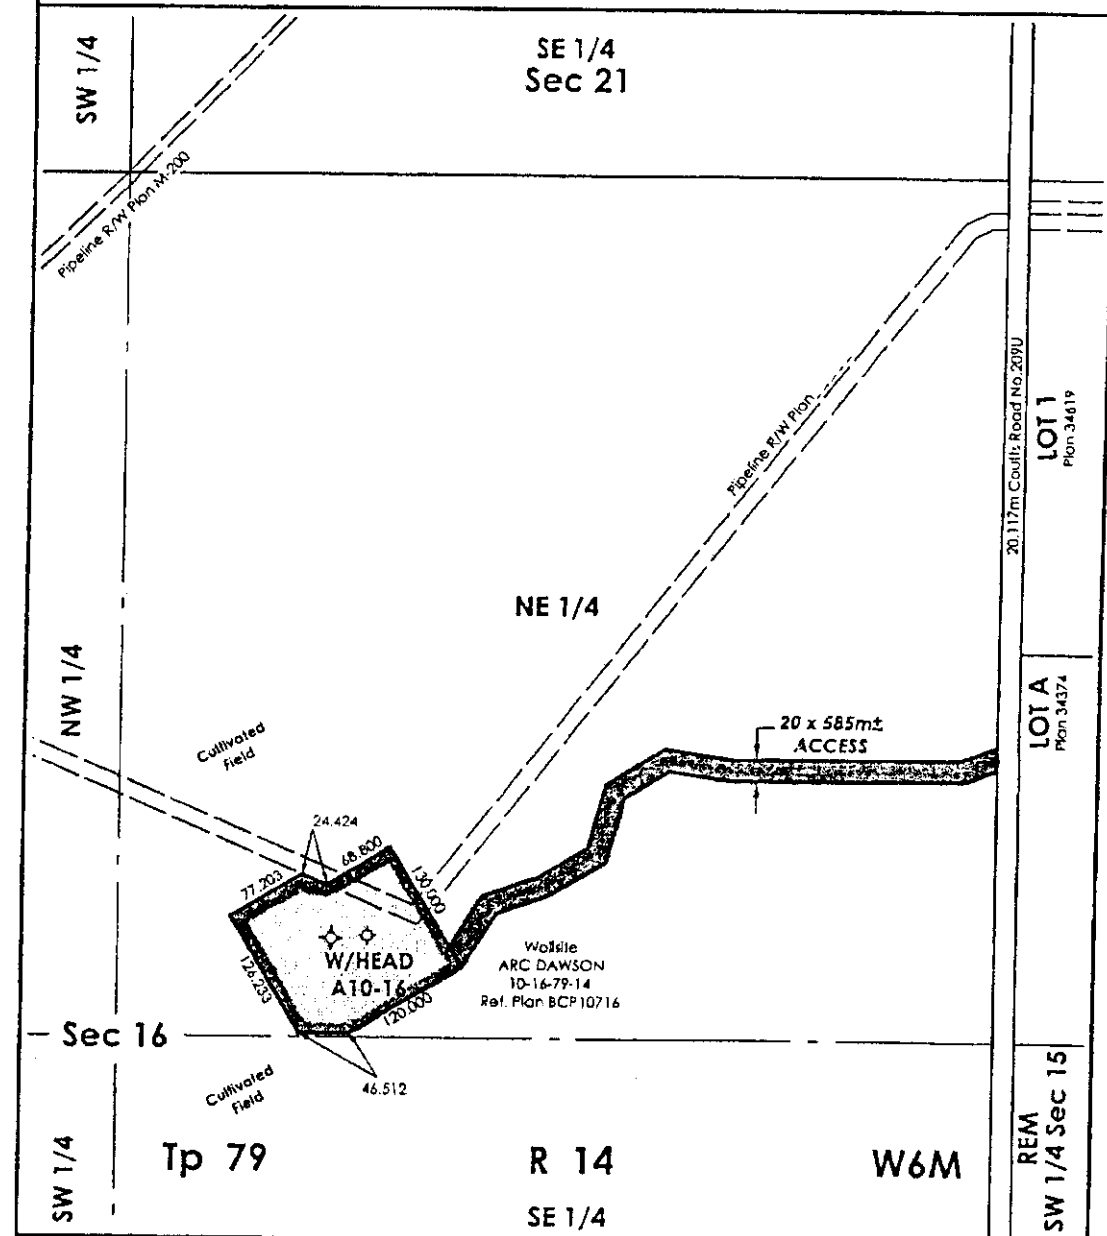 SW 1/4
SE 1/4
Sec 21
Pipeline R/W Plan M-200
20.117m Coutts Road No.209U
LOT 1
Plan 34619
Pipeline R/W Plan
NE 1/4
NW 1/4
Cultivated
Field
LOT A
Plan 34374
20 x 585m±
ACCESS
24.424
68.800
77.203
130.000
W/HEAD
A10-16
126.233
120.000
Wellsite
ARC DAWSON
10-16-79-14
Ref. Plan BCP10716
Sec 16
46.512
Cultivated
Field
SW 1/4
Tp 79
R 14
W6M
SE 1/4
REM
SW 1/4 Sec 15